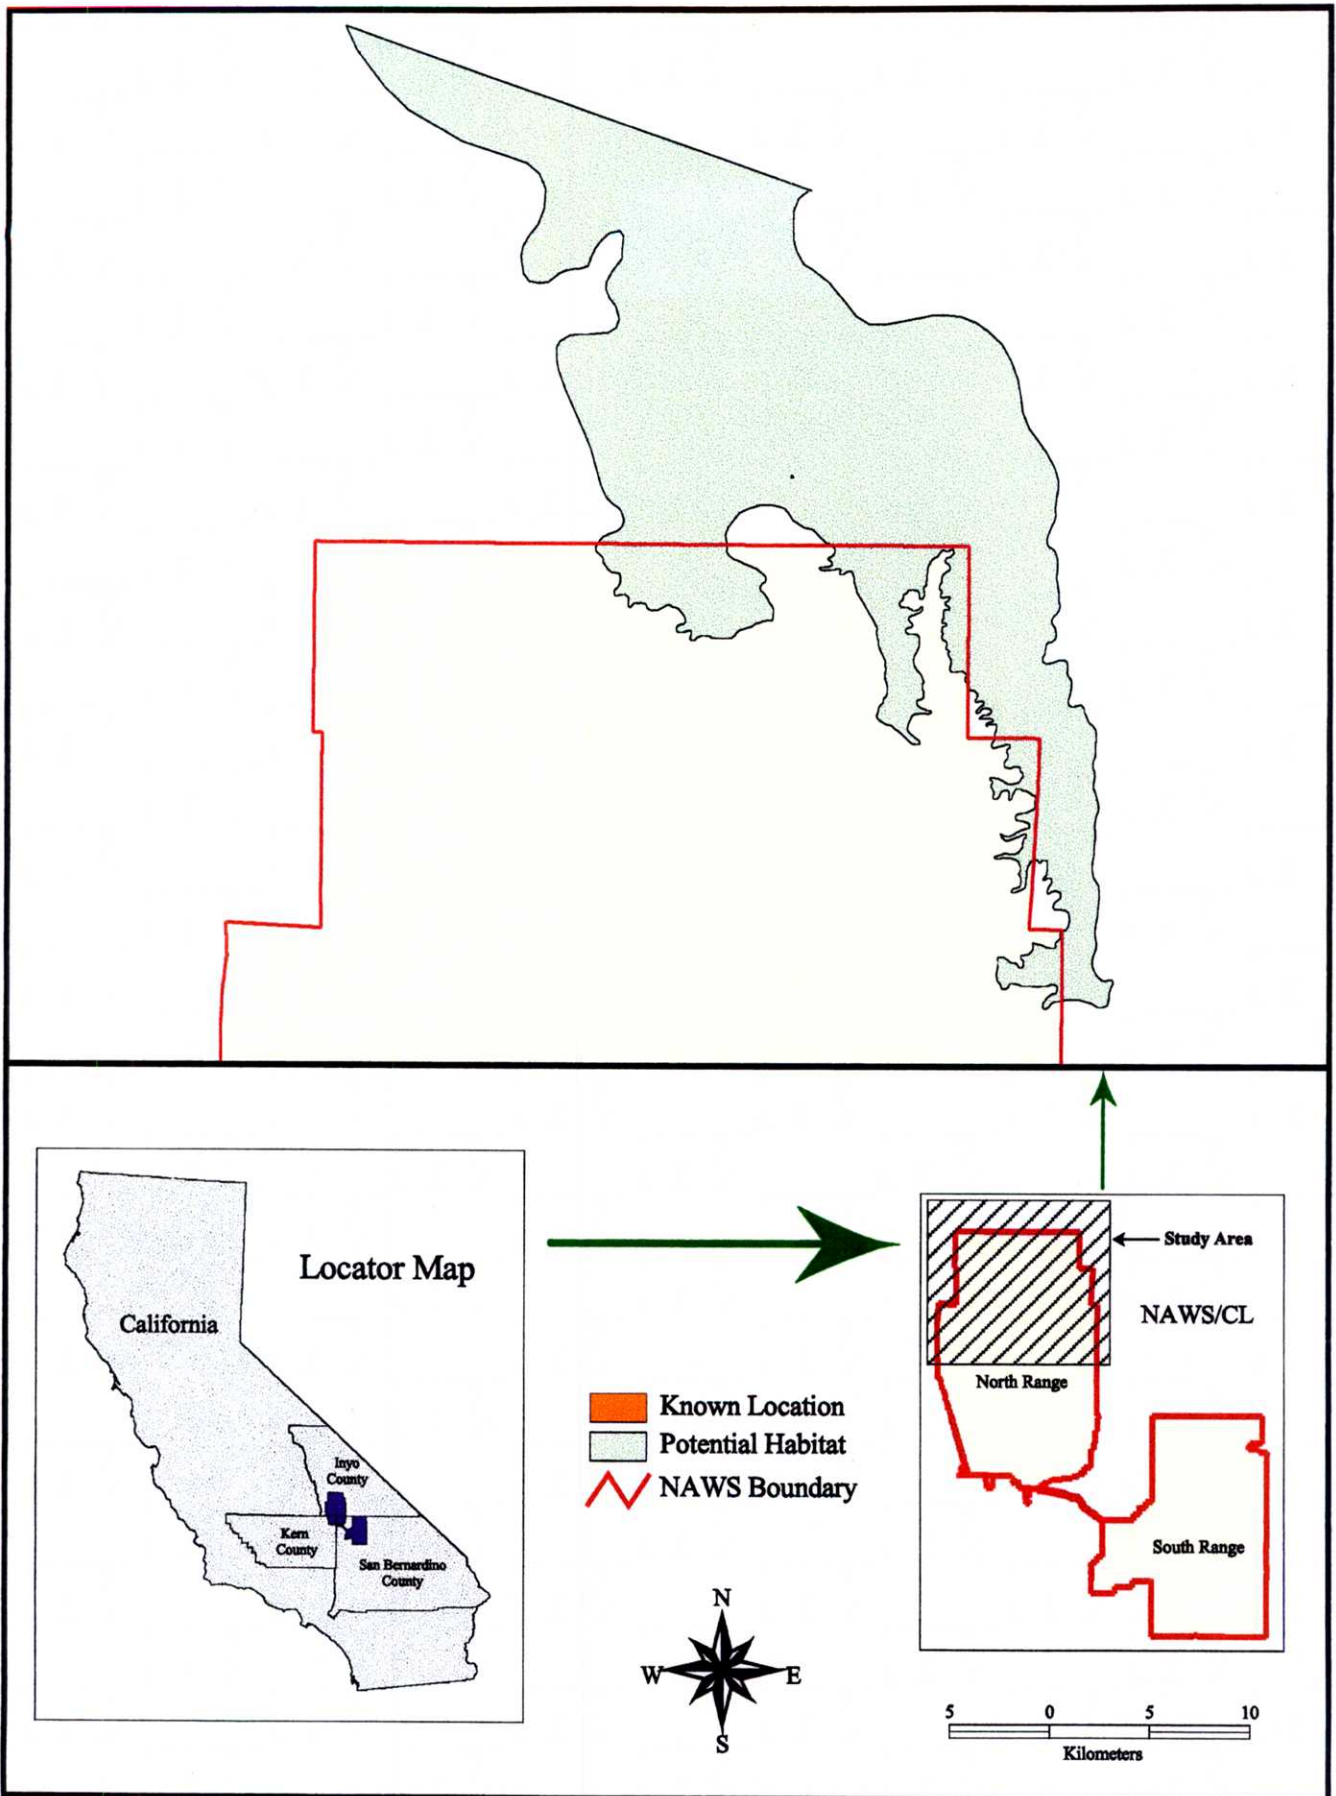 Locator Map
California
Inyo
County
Kern
County
San Bernardino
County
Known Location
Potential Habitat
NAWS Boundary
N
W
E
S
Study Area
NAWS/CL
North Range
South Range
5 0 5 10
Kilometers